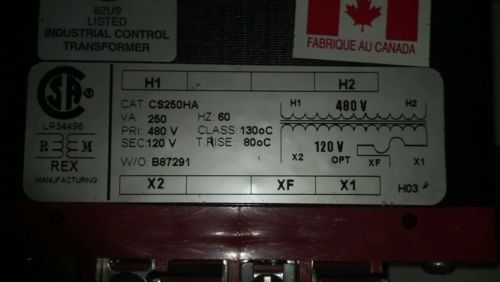 82U9
LISTED
INDUSTRIAL CONTROL
TRANSFORMER
FABRIQUE AU CANADA
CSA
LR34496
R M
REX
MANUFACTURING
H1 H2
CAT. CS250HA
VA 250 HZ: 60
PRI: 480 V CLASS: 130oC
SEC 120 V T.RISE: 80oC
W/O: B87291
X2 XF X1
H1 480 V H2
120 V
X2 OPT XF X1
H03